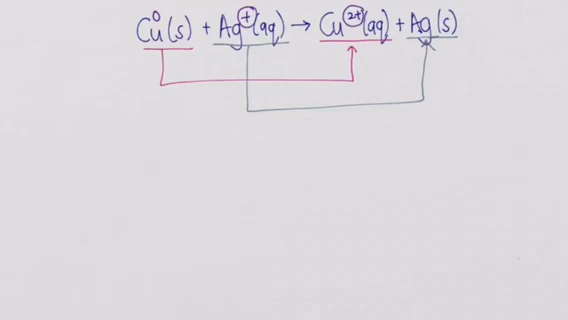 Cu⁰(s) + Ag⁺(aq) → Cu²⁺(aq) + Ag(s)